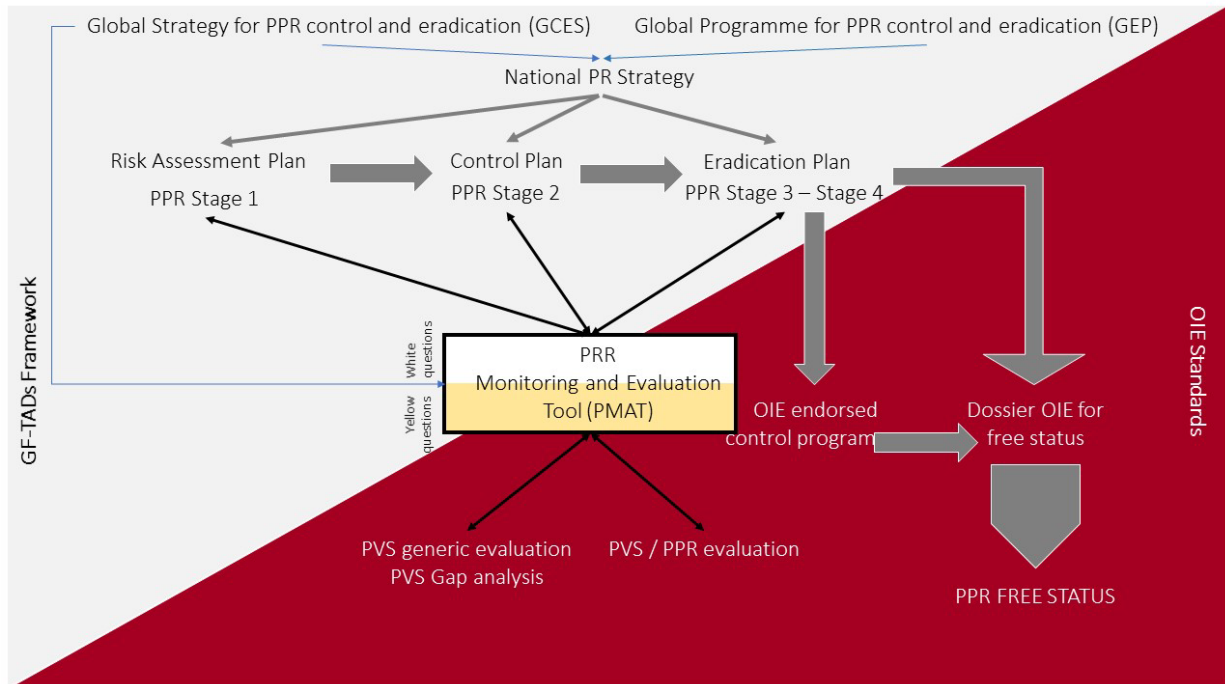 Global Strategy for PPR control and eradication (GCES)
Global Programme for PPR control and eradication (GEP)
National PR Strategy
Risk Assessment Plan
PPR Stage 1
Control Plan
PPR Stage 2
Eradication Plan
PPR Stage 3 – Stage 4
GF-TADs Framework
White
questions
Yellow
questions
PRR
Monitoring and Evaluation
Tool (PMAT)
OIE endorsed
control program
Dossier OIE for
free status
OIE Standards
PVS generic evaluation
PVS Gap analysis
PVS / PPR evaluation
PPR FREE STATUS